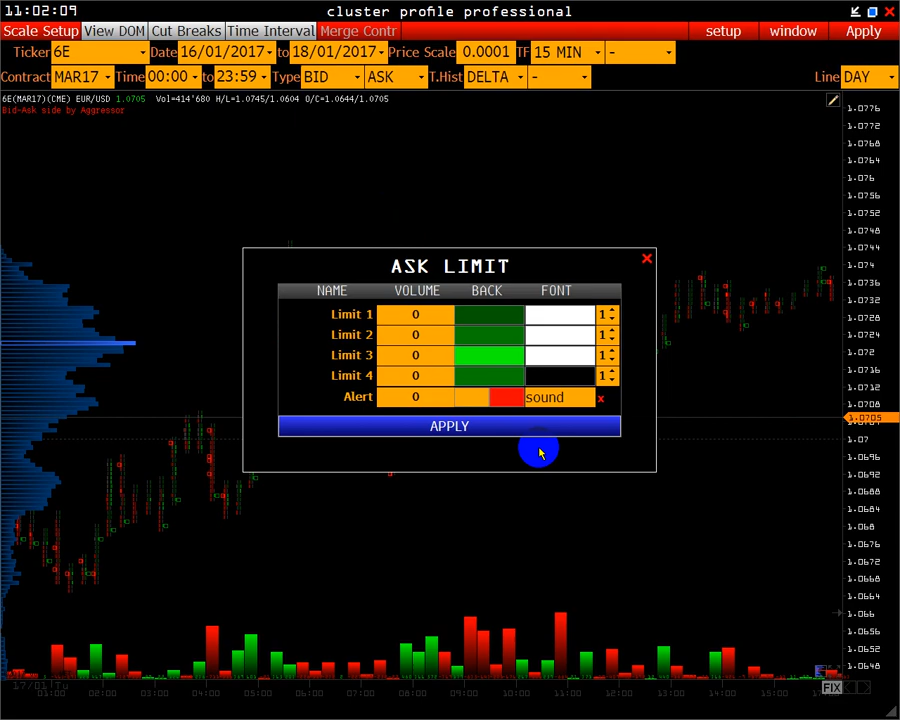 11:02:09 cluster profile professional
Scale Setup View DOM Cut Breaks Time Interval Merge Contr setup window Apply
Ticker 6E Date 16/01/2017 to 18/01/2017 Price Scale 0.0001 TF 15 MIN -
Contract MAR17 Time 00:00 to 23:59 Type BID ASK T.Hist DELTA - Line DAY
6E(MAR17)(CME) EUR/USD 1.0705 Vol=414'680 H/L=1.0745/1.0604 O/C=1.0644/1.0705
Bid-Ask side by Aggressor
1.0776
1.0772
1.0768
1.0764
1.076
1.0756
1.0752
1.0748
1.0744
1.074
1.0736
1.0732
1.0728
1.0724
1.072
1.0716
1.0712
1.0708
1.0705
1.07
1.0696
1.0692
1.0688
1.0684
1.068
1.0676
1.0672
1.0668
1.0664
1.066
1.0656
1.0652
1.0648
ASK LIMIT
NAME VOLUME BACK FONT
Limit 1 0 1
Limit 2 0 1
Limit 3 0 1
Limit 4 0 1
Alert 0 sound x
APPLY
17/01 Tu FIX
01:00 02:00 03:00 04:00 05:00 06:00 07:00 08:00 09:00 10:00 11:00 12:00 13:00 14:00 15:00 16:00